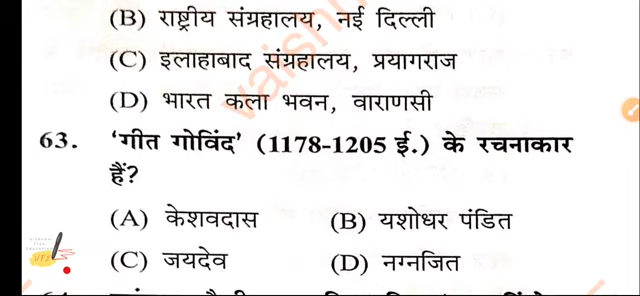 (B) राष्ट्रीय संग्रहालय, नई दिल्ली
(C) इलाहाबाद संग्रहालय, प्रयागराज
(D) भारत कला भवन, वाराणसी
63. 'गीत गोविंद' (1178-1205 ई.) के रचनाकार
हैं?
(A) केशवदास (B) यशोधर पंडित
(C) जयदेव (D) नग्नजित